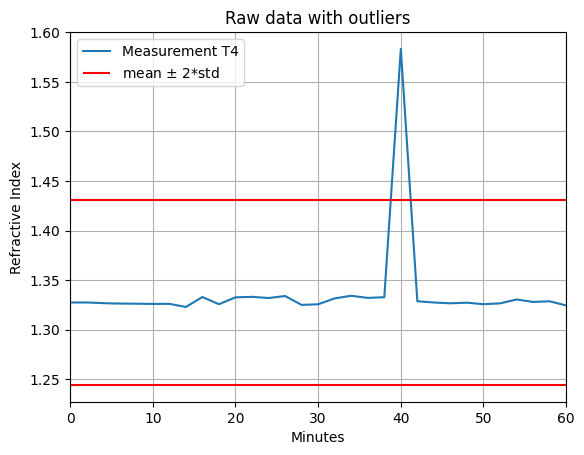 Raw data with outliers
Measurement T4
mean ± 2*std
Refractive Index
1.60
1.55
1.50
1.45
1.40
1.35
1.30
1.25
0 10 20 30 40 50 60
Minutes